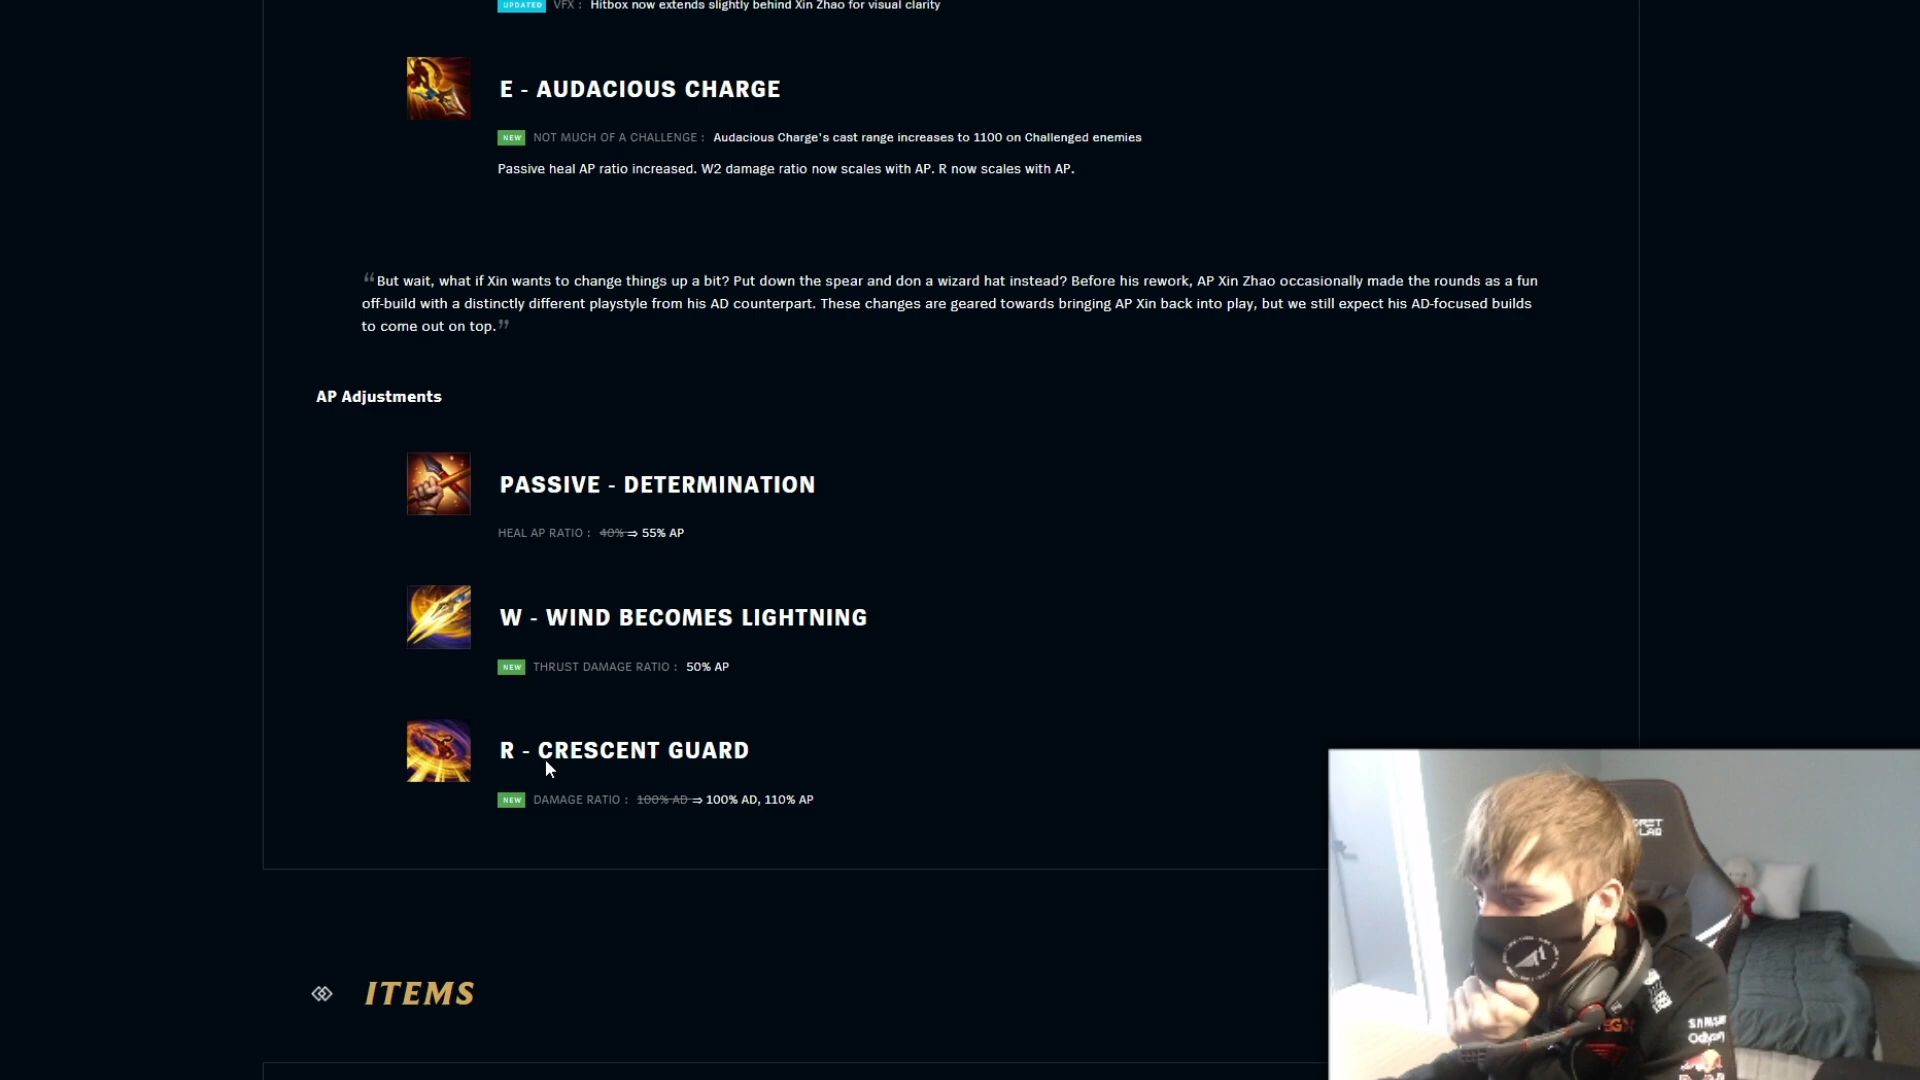 UPDATED VFX : Hitbox now extends slightly behind Xin Zhao for visual clarity
E - AUDACIOUS CHARGE
NEW NOT MUCH OF A CHALLENGE : Audacious Charge's cast range increases to 1100 on Challenged enemies
Passive heal AP ratio increased. W2 damage ratio now scales with AP. R now scales with AP.
“But wait, what if Xin wants to change things up a bit? Put down the spear and don a wizard hat instead? Before his rework, AP Xin Zhao occasionally made the rounds as a fun
off-build with a distinctly different playstyle from his AD counterpart. These changes are geared towards bringing AP Xin back into play, but we still expect his AD-focused builds
to come out on top.”
AP Adjustments
PASSIVE - DETERMINATION
HEAL AP RATIO : 40% ⇒ 55% AP
W - WIND BECOMES LIGHTNING
NEW THRUST DAMAGE RATIO : 50% AP
R - CRESCENT GUARD
NEW DAMAGE RATIO : 100% AD ⇒ 100% AD, 110% AP
ITEMS
LAB
SAMSUNG
Odyssey